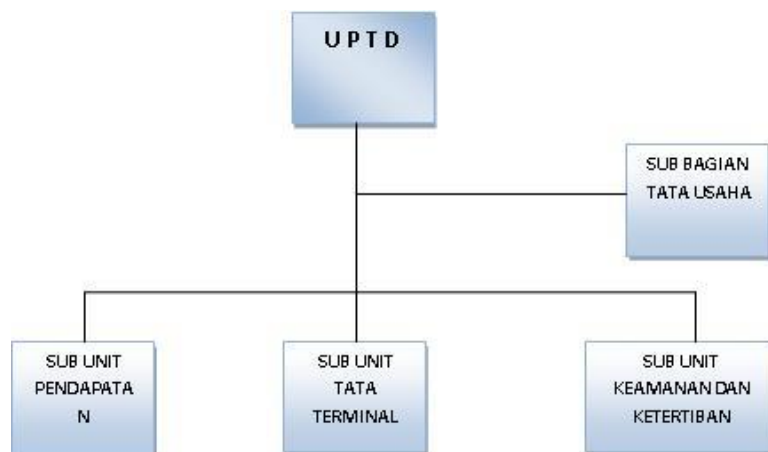 U P T D
SUB BAGIAN
TATA USAHA
SUB UNIT
PENDAPATA
N
SUB UNIT
TATA
TERMINAL
SUB UNIT
KEAMANAN DAN
KETERTIBAN